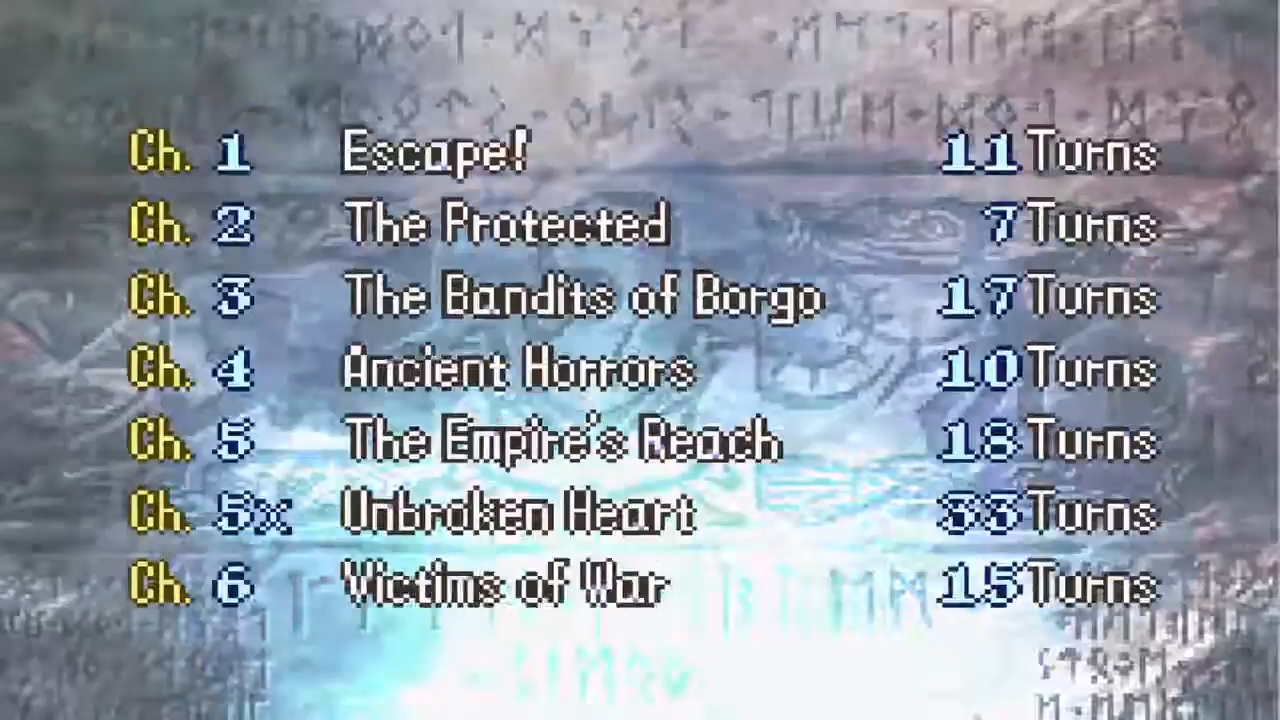 Ch. 1 Escape! 11 Turns
Ch. 2 The Protected 7 Turns
Ch. 3 The Bandits of Borgo 17 Turns
Ch. 4 Ancient Horrors 10 Turns
Ch. 5 The Empire's Reach 18 Turns
Ch. 5x Unbroken Heart 33 Turns
Ch. 6 Victims of War 15 Turns